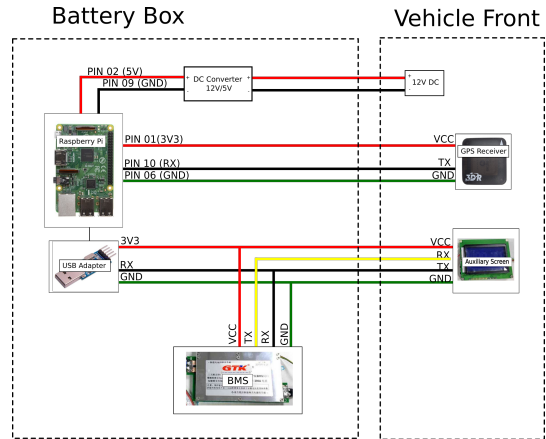 Battery Box
Vehicle Front
PIN 02 (5V)
PIN 09 (GND)
+
-
DC Converter
12V/5V
+
-
+
-
12V DC
Raspberry Pi
PIN 01(3V3)
PIN 10 (RX)
PIN 06 (GND)
VCC
TX
GND
GPS Receiver
3DR
USB Adapter
3V3
RX
GND
VCC
RX
TX
GND
Auxiliary Screen
VCC
TX
RX
GND
GTK
BMS